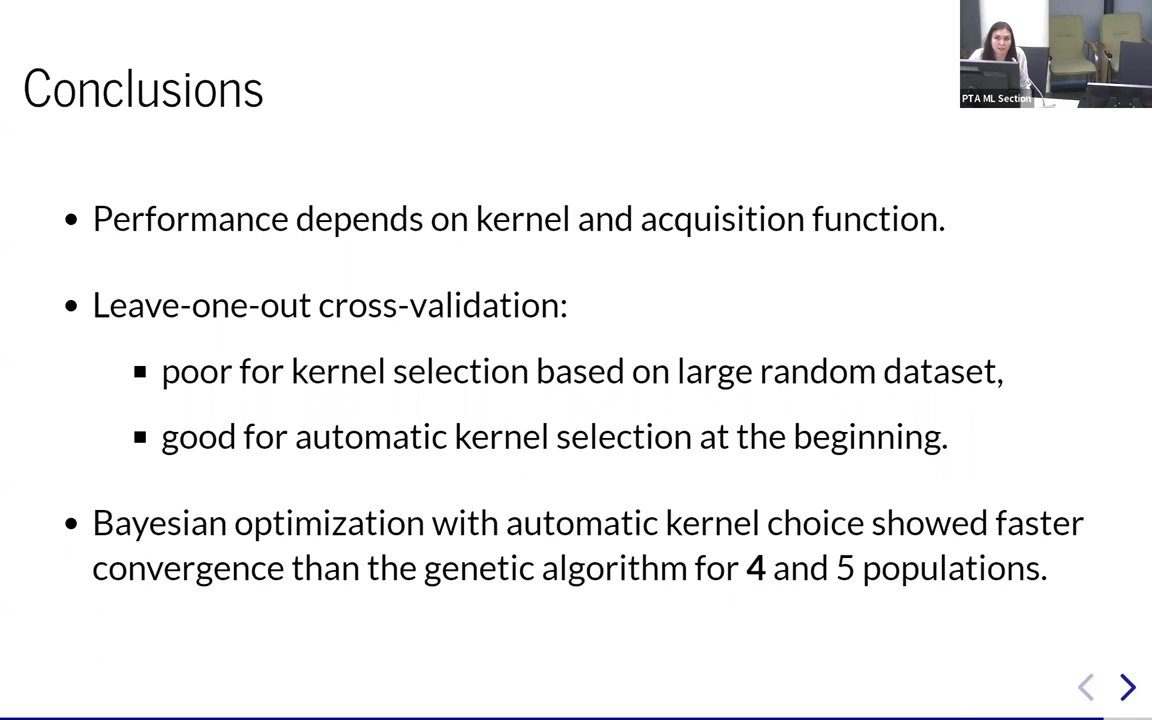 PTA ML Section
Conclusions
• Performance depends on kernel and acquisition function.
• Leave-one-out cross-validation:
▪ poor for kernel selection based on large random dataset,
▪ good for automatic kernel selection at the beginning.
• Bayesian optimization with automatic kernel choice showed faster
convergence than the genetic algorithm for 4 and 5 populations.